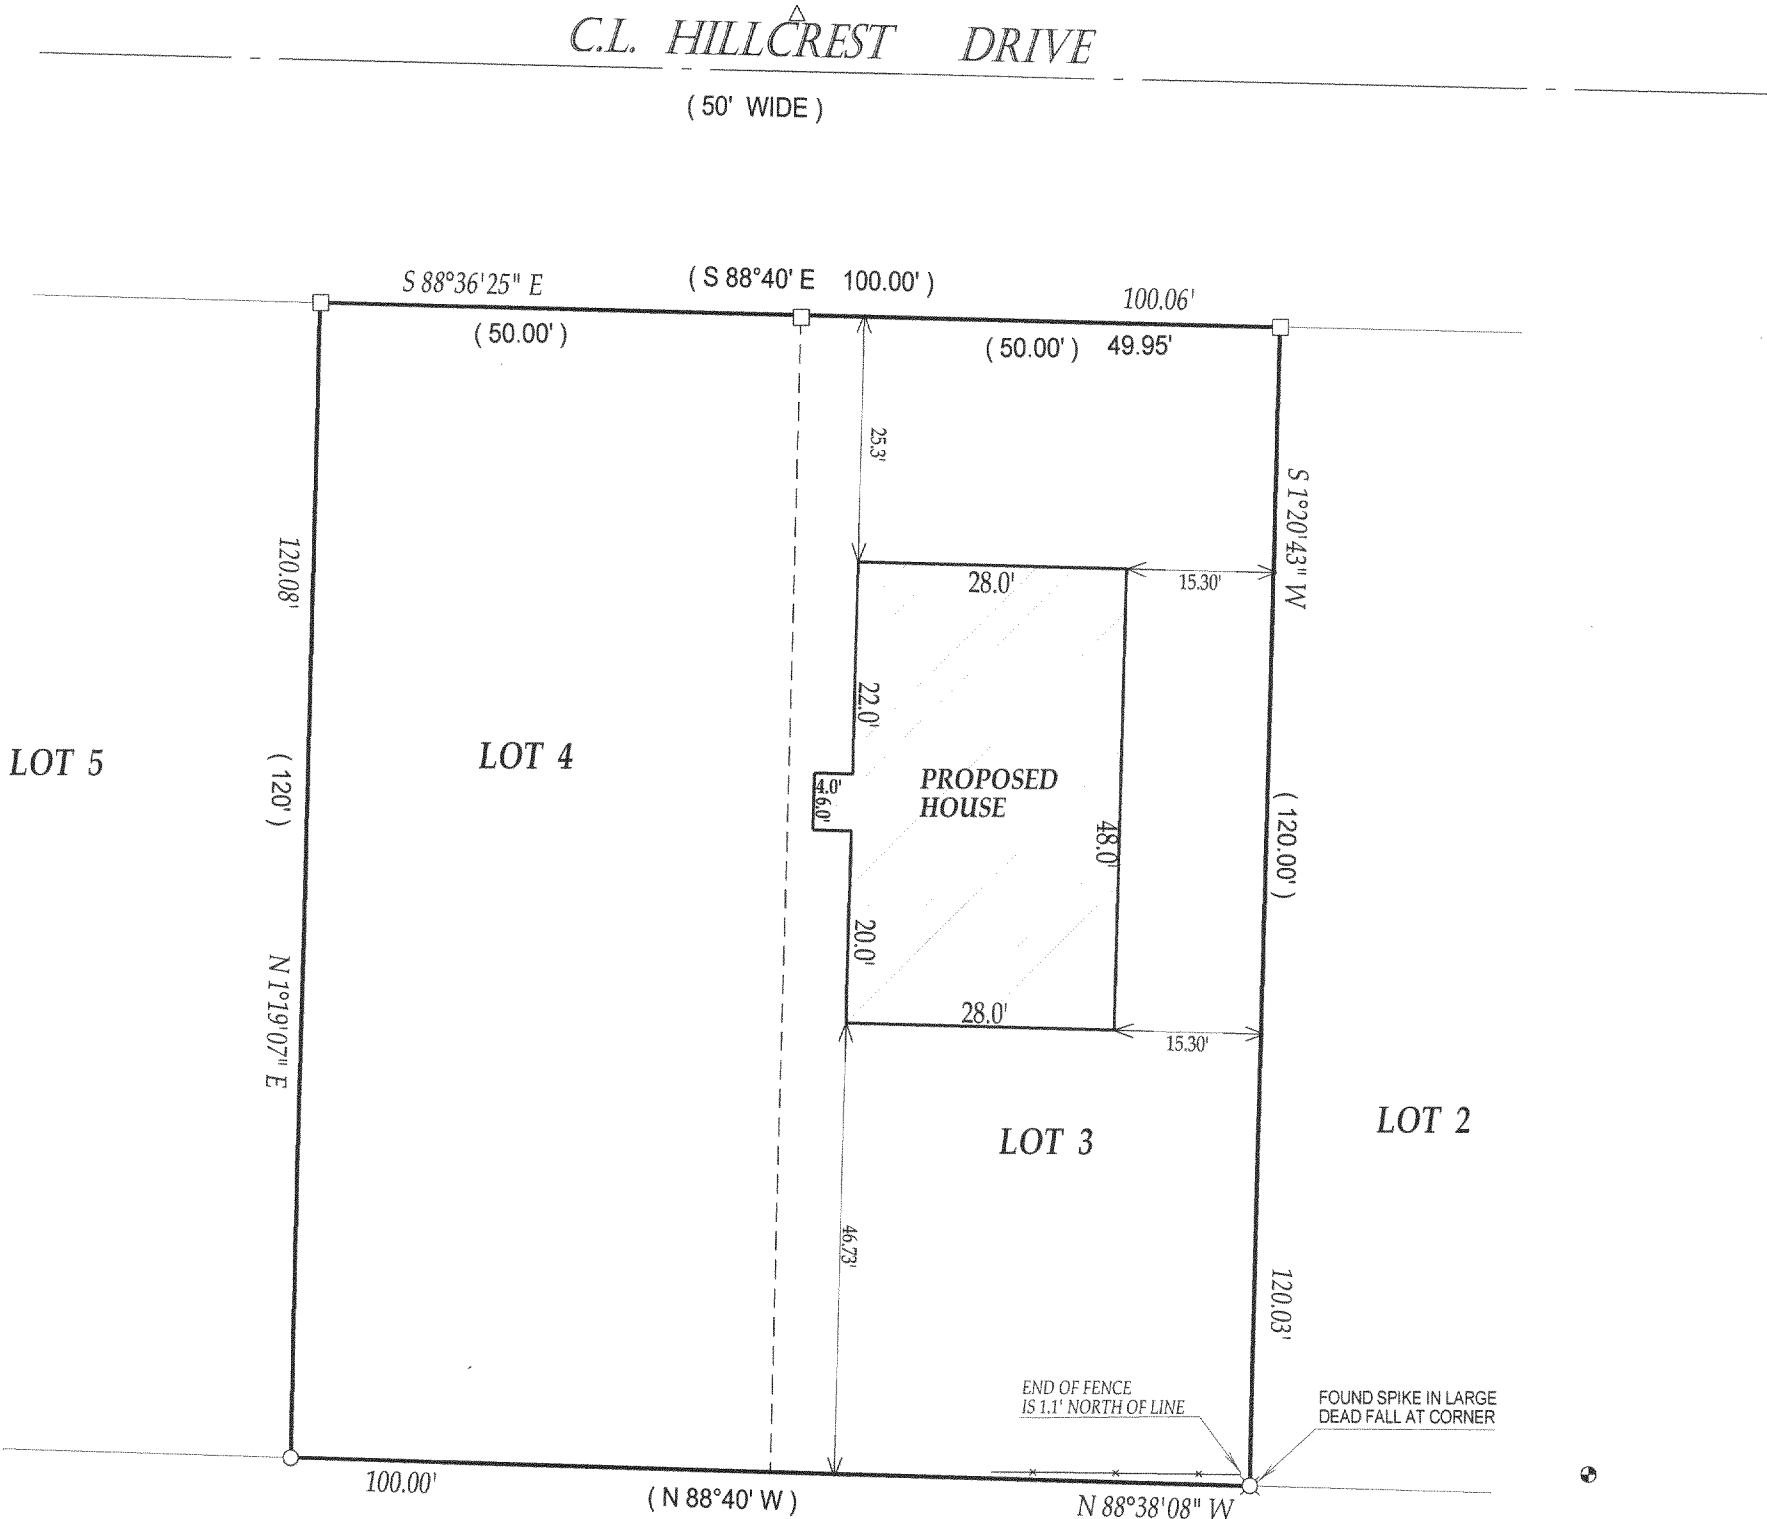 C.L. HILLCREST DRIVE
( 50' WIDE )
S 88°36'25" E
( S 88°40' E 100.00' )
100.06'
( 50.00' )
( 50.00' ) 49.95'
25.3'
S 1°20'43" W
120.08'
28.0'
15.30'
22.0'
LOT 5
( 120' )
LOT 4
4.0'
6.0'
PROPOSED
HOUSE
48.0'
( 120.00' )
20.0'
N 1°19'07" E
28.0'
15.30'
LOT 3
LOT 2
46.73'
120.03'
END OF FENCE
IS 1.1' NORTH OF LINE
FOUND SPIKE IN LARGE
DEAD FALL AT CORNER
100.00'
( N 88°40' W )
N 88°38'08" W